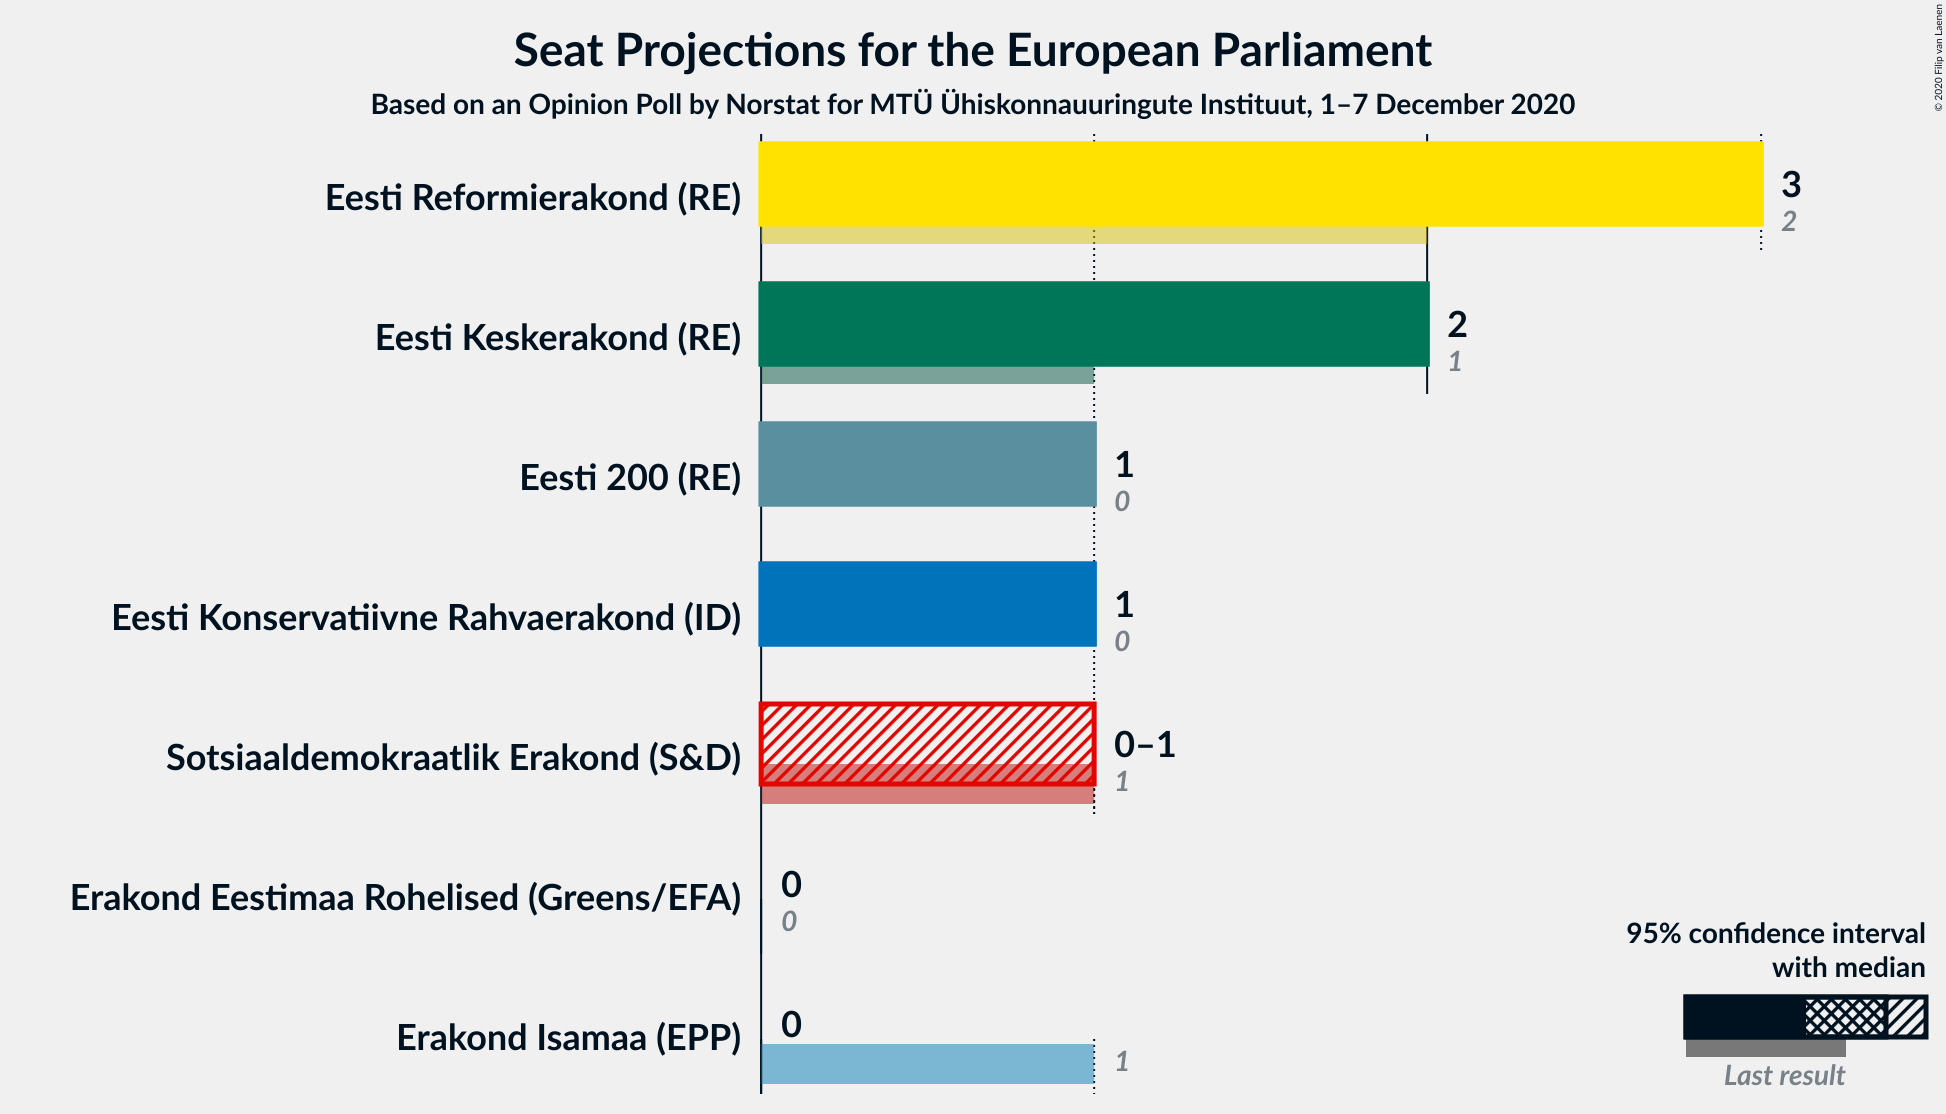 Seat Projections for the European Parliament
Based on an Opinion Poll by Norstat for MTÜ Ühiskonnauuringute Instituut, 1–7 December 2020
© 2020 Filip van Laenen
Eesti Reformierakond (RE)
3
2
Eesti Keskerakond (RE)
2
1
Eesti 200 (RE)
1
0
Eesti Konservatiivne Rahvaerakond (ID)
1
0
Sotsiaaldemokraatlik Erakond (S&D)
0–1
1
Erakond Eestimaa Rohelised (Greens/EFA)
0
0
Erakond Isamaa (EPP)
0
1
95% confidence interval
with median
Last result